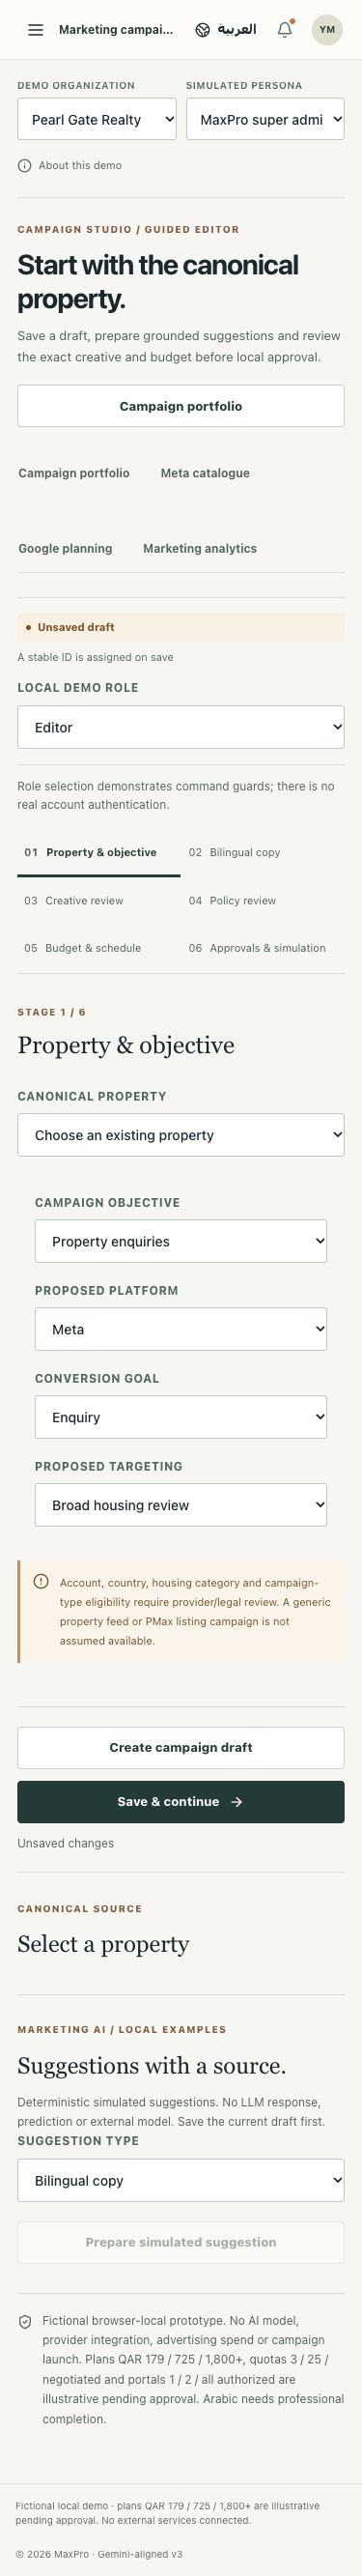 Marketing campai...
العربية
YM
DEMO ORGANIZATION
SIMULATED PERSONA
Pearl Gate Realty
MaxPro super admi
About this demo
CAMPAIGN STUDIO / GUIDED EDITOR
Start with the canonical
property.
Save a draft, prepare grounded suggestions and review
the exact creative and budget before local approval.
Campaign portfolio
Campaign portfolio
Meta catalogue
Google planning
Marketing analytics
Unsaved draft
A stable ID is assigned on save
LOCAL DEMO ROLE
Editor
Role selection demonstrates command guards; there is no
real account authentication.
01 Property & objective
02 Bilingual copy
03 Creative review
04 Policy review
05 Budget & schedule
06 Approvals & simulation
STAGE 1 / 6
Property & objective
CANONICAL PROPERTY
Choose an existing property
CAMPAIGN OBJECTIVE
Property enquiries
PROPOSED PLATFORM
Meta
CONVERSION GOAL
Enquiry
PROPOSED TARGETING
Broad housing review
Account, country, housing category and campaign-
type eligibility require provider/legal review. A generic
property feed or PMax listing campaign is not
assumed available.
Create campaign draft
Save & continue
Unsaved changes
CANONICAL SOURCE
Select a property
MARKETING AI / LOCAL EXAMPLES
Suggestions with a source.
Deterministic simulated suggestions. No LLM response,
prediction or external model. Save the current draft first.
SUGGESTION TYPE
Bilingual copy
Prepare simulated suggestion
Fictional browser-local prototype. No AI model,
provider integration, advertising spend or campaign
launch. Plans QAR 179 / 725 / 1,800+, quotas 3 / 25 /
negotiated and portals 1 / 2 / all authorized are
illustrative pending approval. Arabic needs professional
completion.
Fictional local demo · plans QAR 179 / 725 / 1,800+ are illustrative
pending approval. No external services connected.
© 2026 MaxPro · Gemini-aligned v3